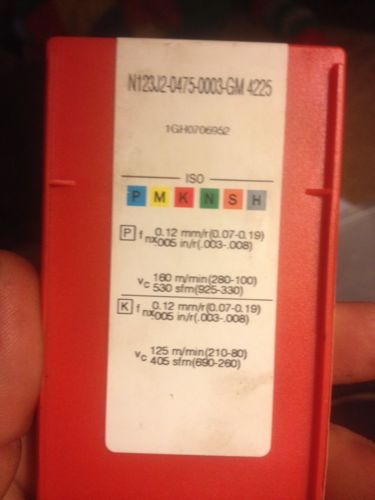 N123J2-0475-0003-GM 4225
1GH0706952
ISO
P M K N S H
P fnx 0.12 mm/r(0.07-0.19)
.005 in/r(.003-.008)
vc 160 m/min(280-100)
530 sfm(925-330)
K fnx 0.12 mm/r(0.07-0.19)
.005 in/r(.003-.008)
vc 125 m/min(210-80)
405 sfm(690-260)